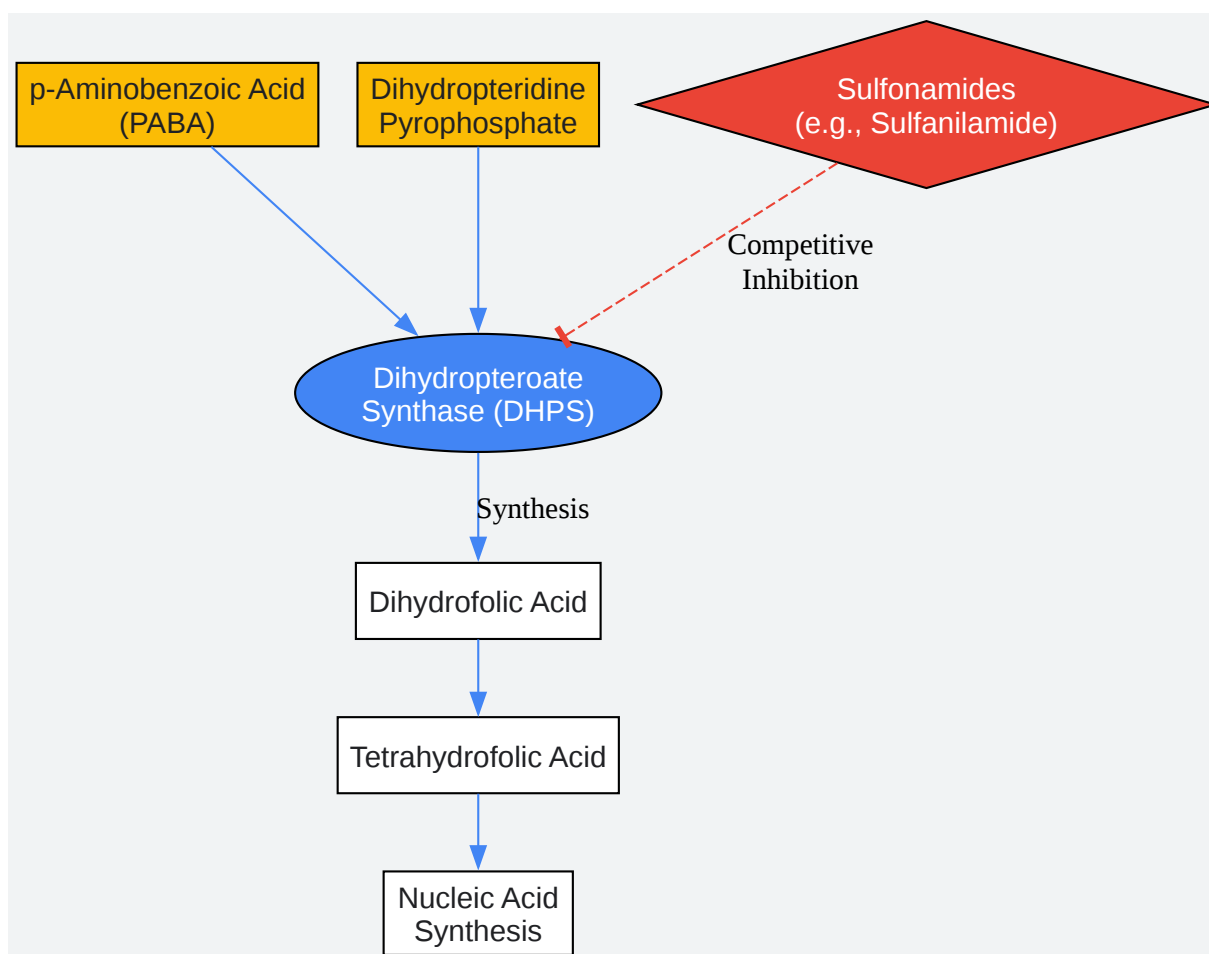 p-Aminobenzoic Acid
(PABA)
Dihydropteridine
Pyrophosphate
Sulfonamides
(e.g., Sulfanilamide)
Competitive
Inhibition
Dihydropteroate
Synthase (DHPS)
Synthesis
Dihydrofolic Acid
Tetrahydrofolic Acid
Nucleic Acid
Synthesis